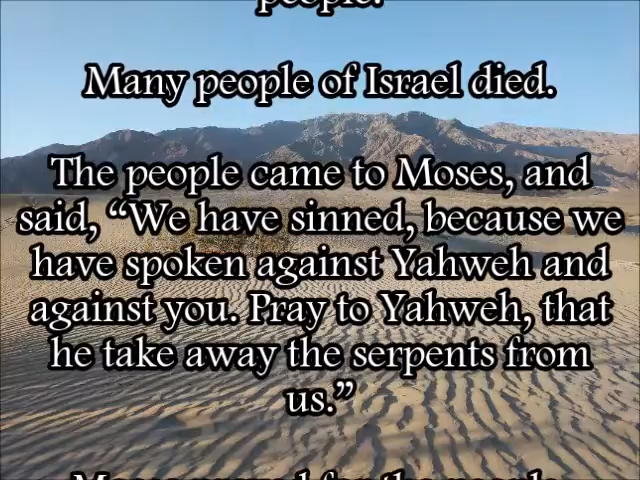 people.
Many people of Israel died.
The people came to Moses, and
said, “We have sinned, because we
have spoken against Yahweh and
against you. Pray to Yahweh, that
he take away the serpents from
us.”
Moses prayed for the people.